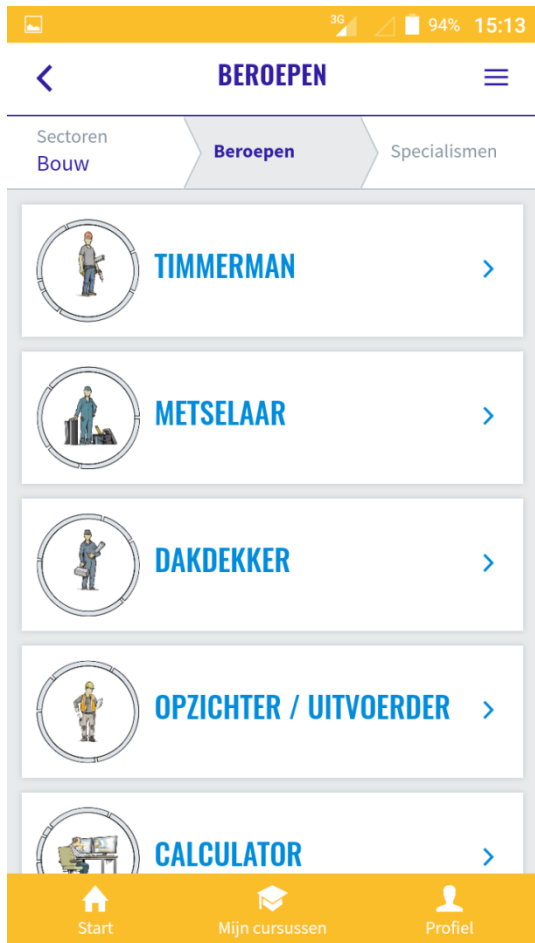 3G 94% 15:13
BEROEPEN
Sectoren
Bouw
Beroepen
Specialismen
TIMMERMAN
METSELAAR
DAKDEKKER
OPZICHTER / UITVOERDER
CALCULATOR
Start
Mijn cursussen
Profiel